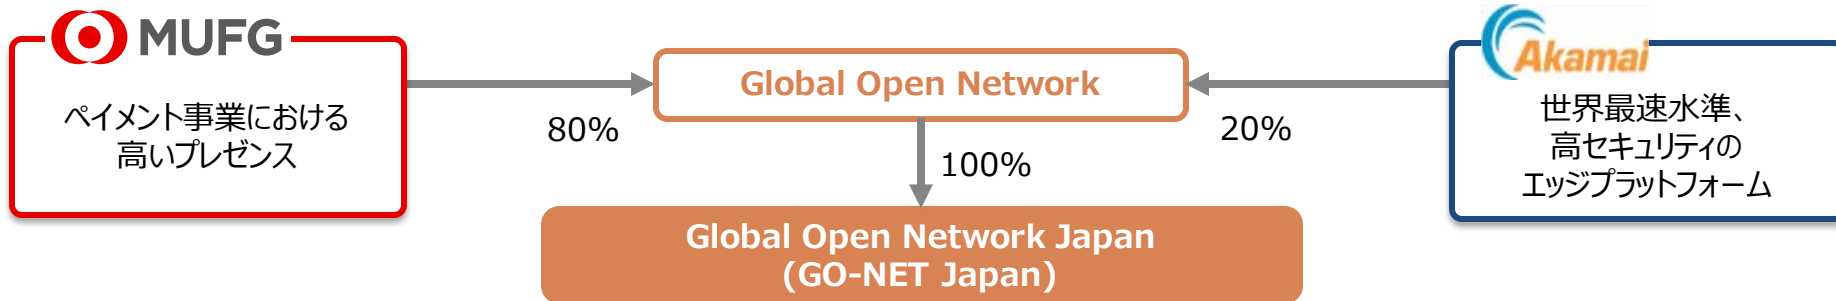 MUFG
ペイメント事業における
高いプレゼンス
80%
Global Open Network
100%
20%
Akamai
世界最速水準、
高セキュリティの
エッジプラットフォーム
Global Open Network Japan
(GO-NET Japan)